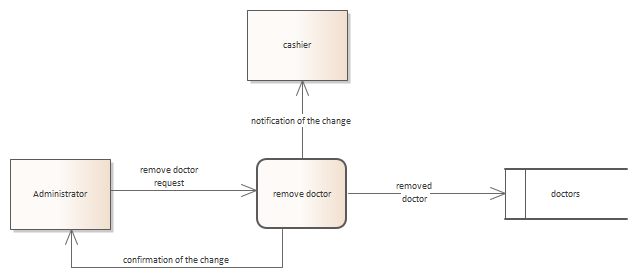 cashier
notification of the change
remove doctor
request
Administrator
remove doctor
removed
doctor
doctors
confirmation of the change